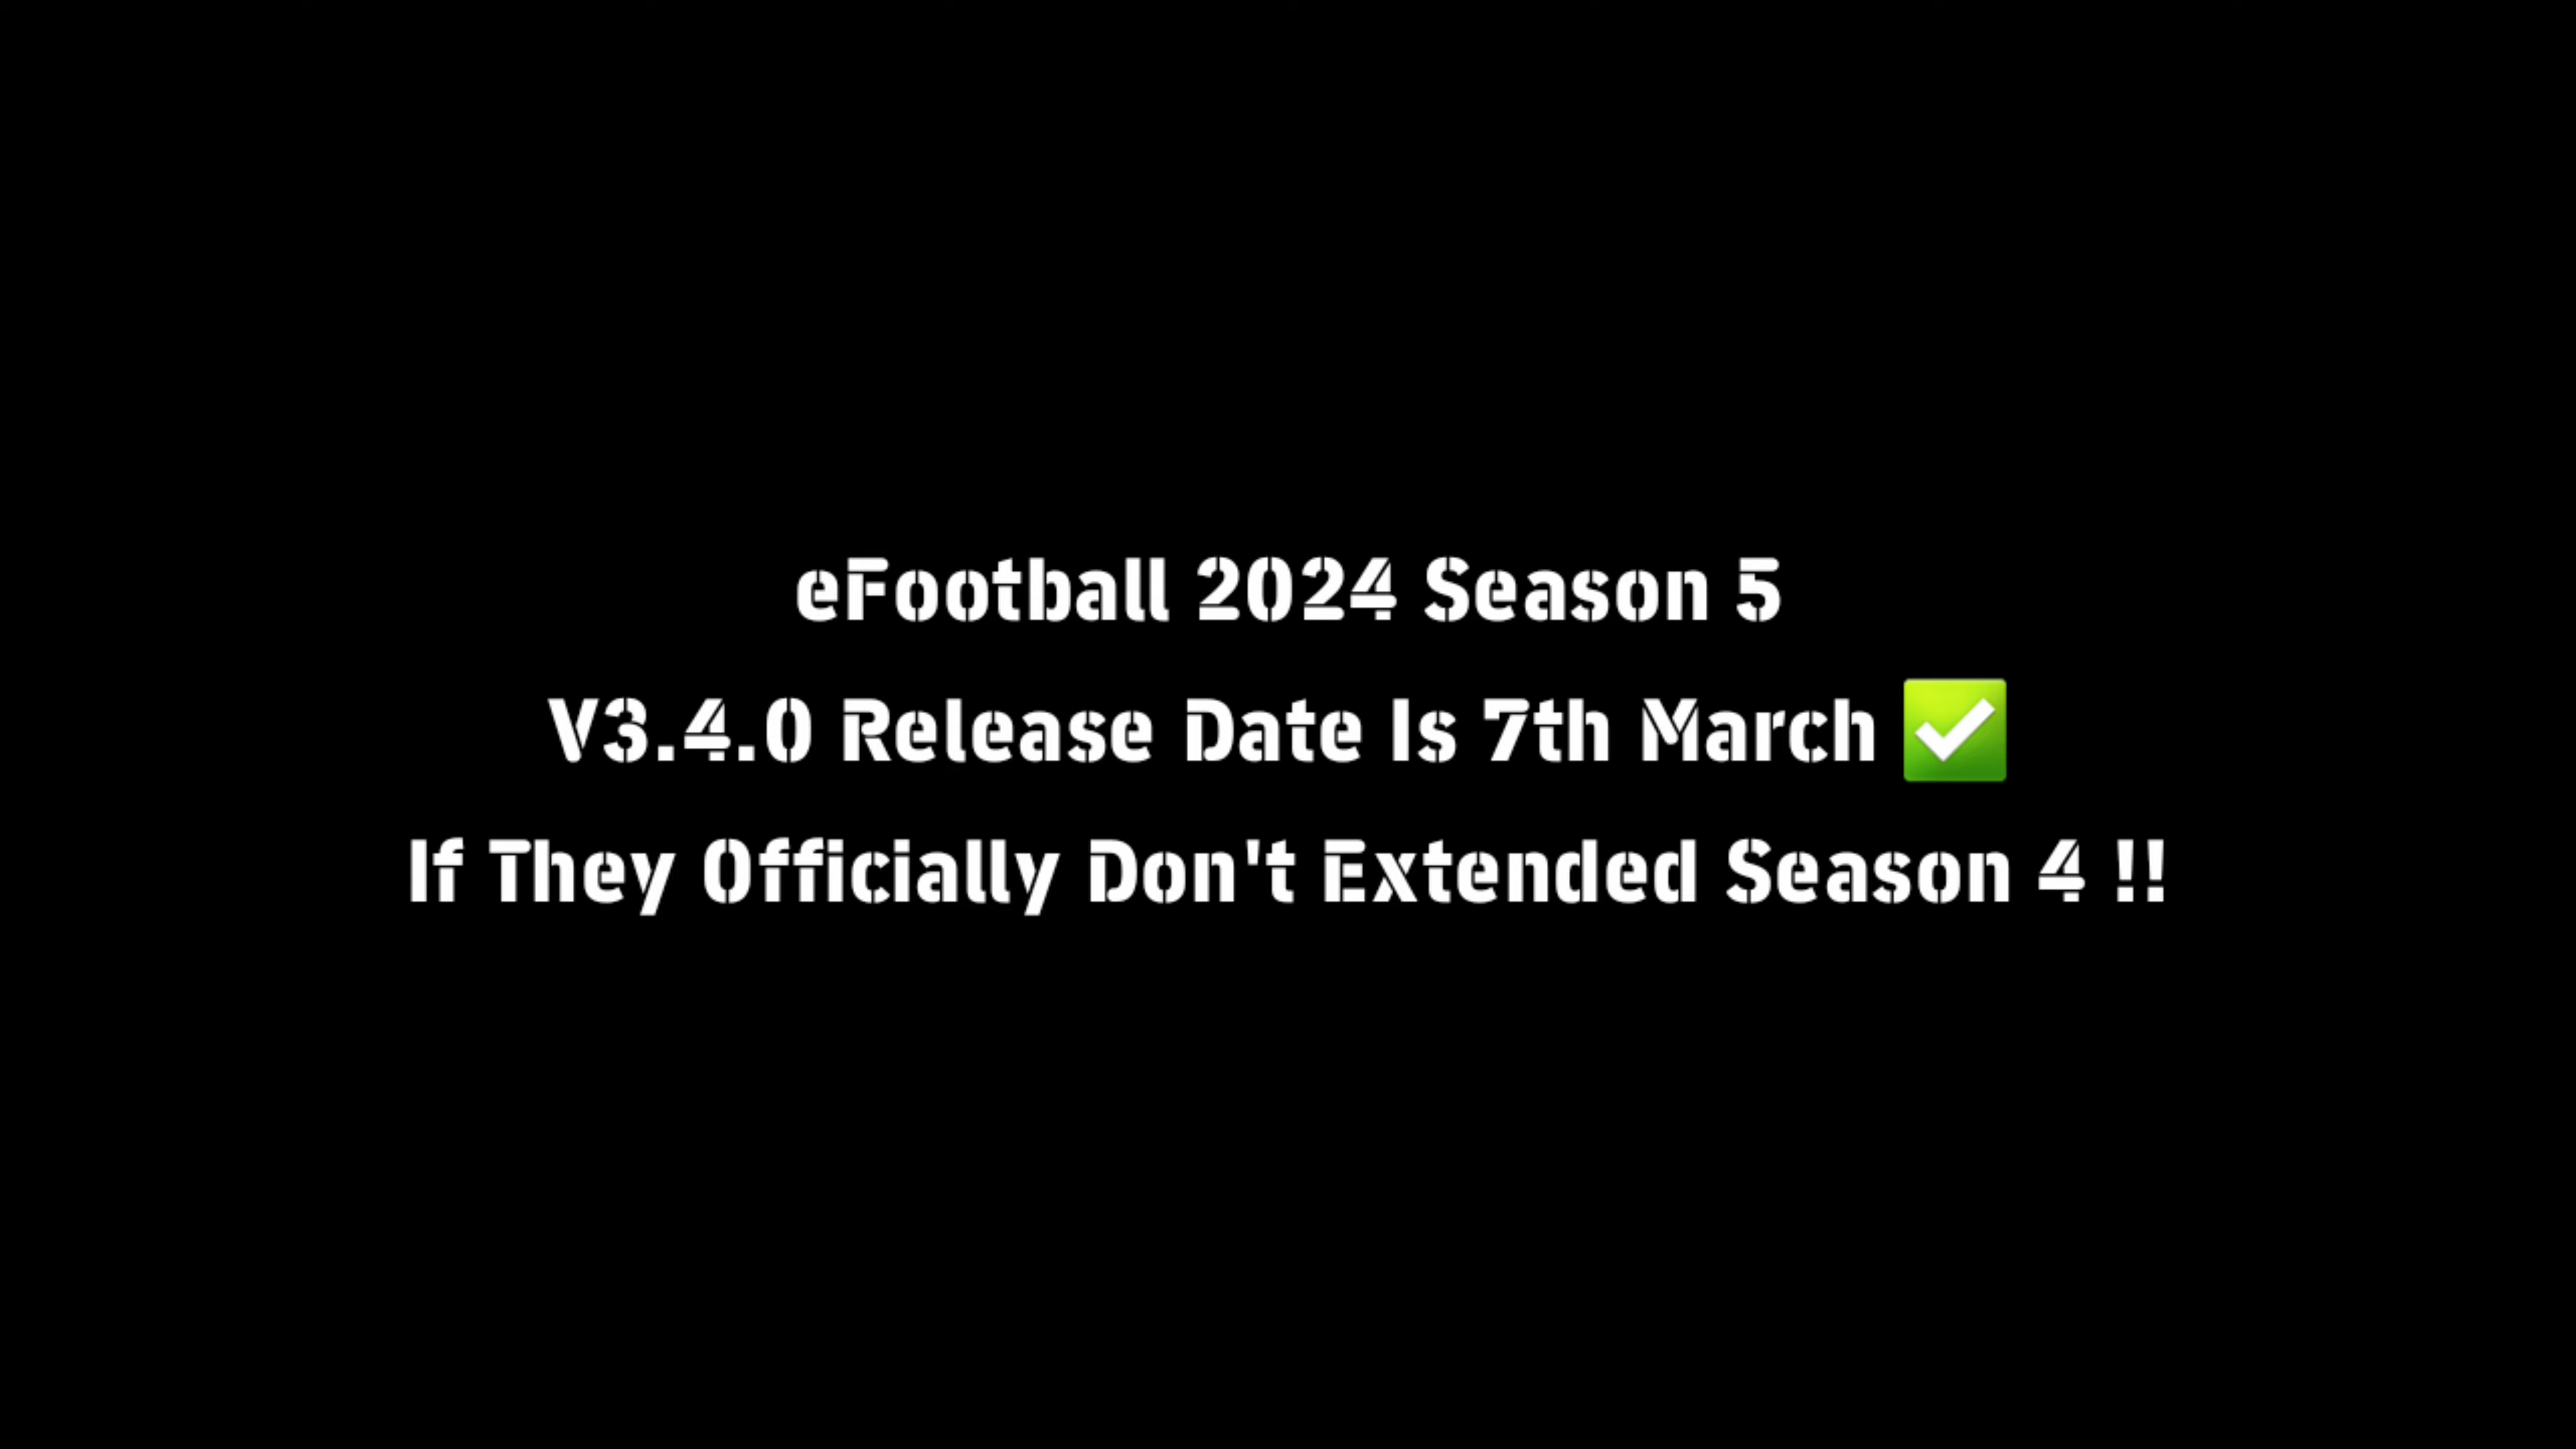 eFootball 2024 Season 5
V3.4.0 Release Date Is 7th March ✅
If They Officially Don't Extended Season 4 !!